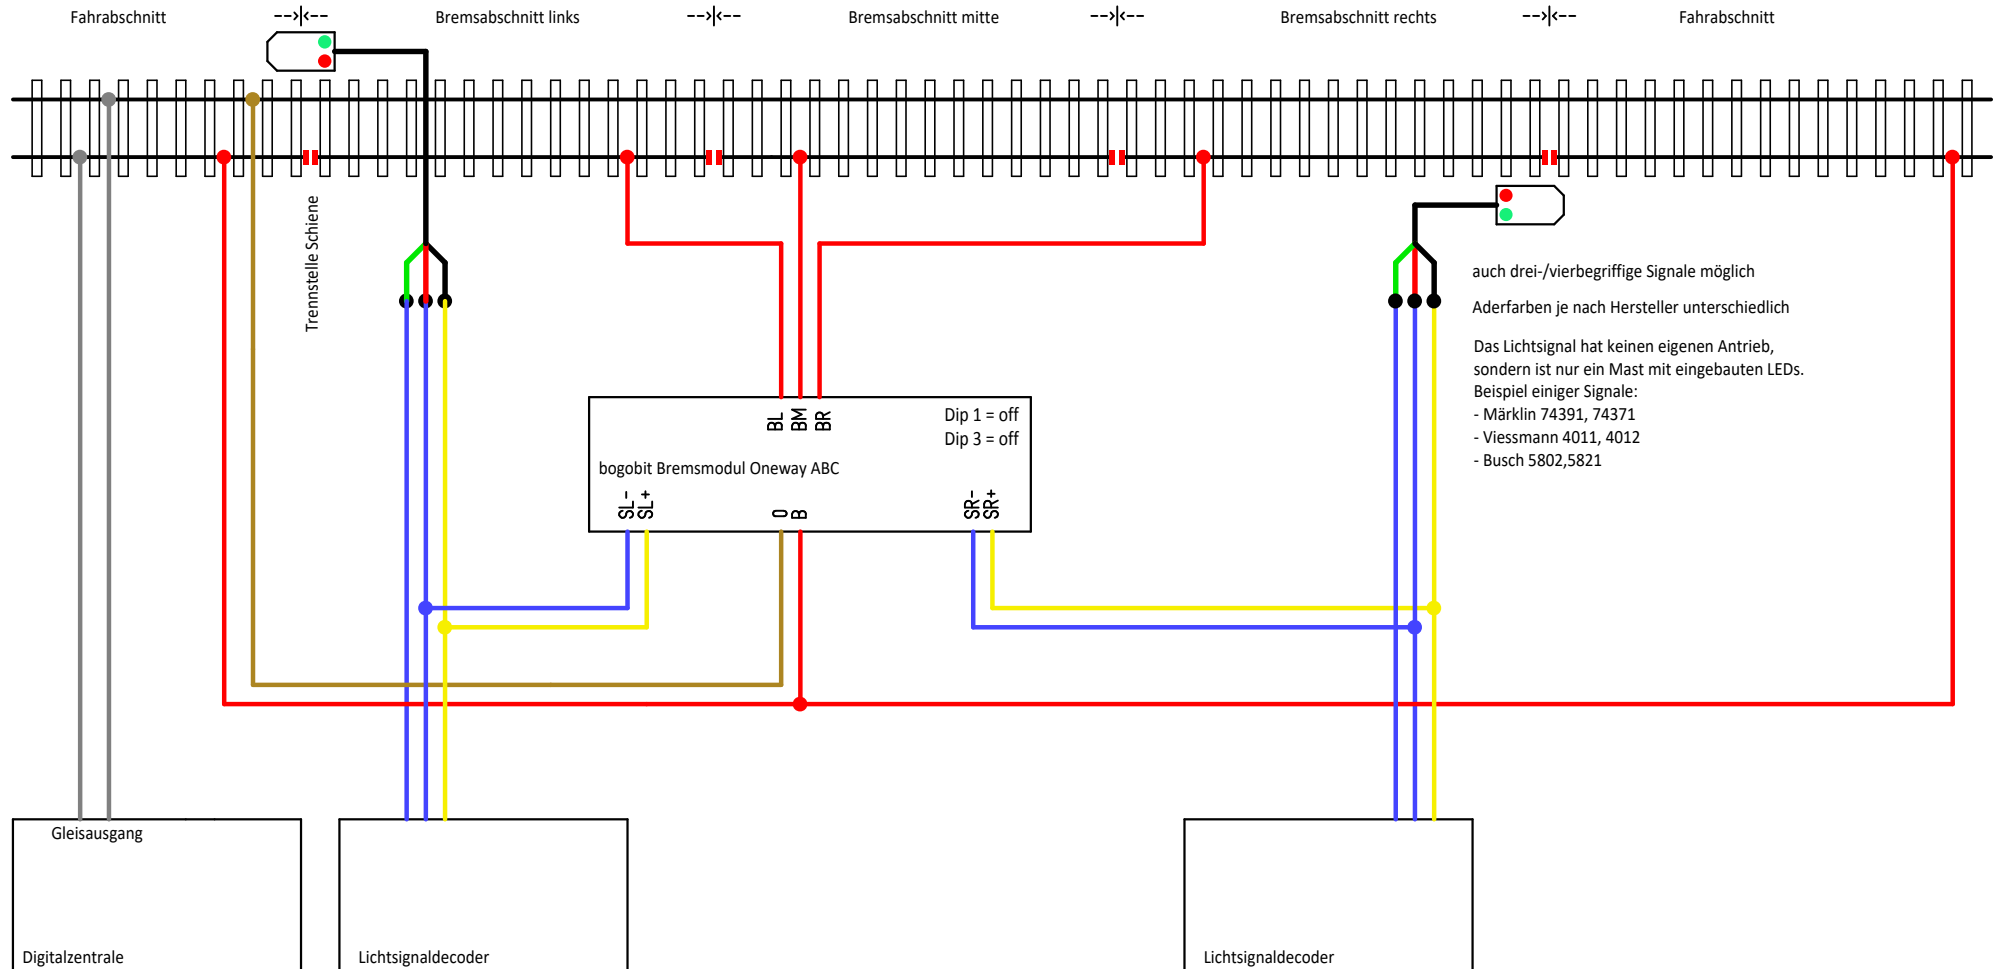 Fahrabschnitt
-->|<--
Bremsabschnitt links
-->|<--
Bremsabschnitt mitte
-->|<--
Bremsabschnitt rechts
-->|<--
Fahrabschnitt
Trennstelle Schiene
auch drei-/vierbegriffige Signale möglich
Aderfarben je nach Hersteller unterschiedlich
Das Lichtsignal hat keinen eigenen Antrieb,
sondern ist nur ein Mast mit eingebauten LEDs.
Beispiel einiger Signale:
- Märklin 74391, 74371
- Viessmann 4011, 4012
- Busch 5802,5821
BL
BM
BR
Dip 1 = off
Dip 3 = off
bogobit Bremsmodul Oneway ABC
SL-
SL+
0
B
SR-
SR+
Gleisausgang
Digitalzentrale
Lichtsignaldecoder
Lichtsignaldecoder